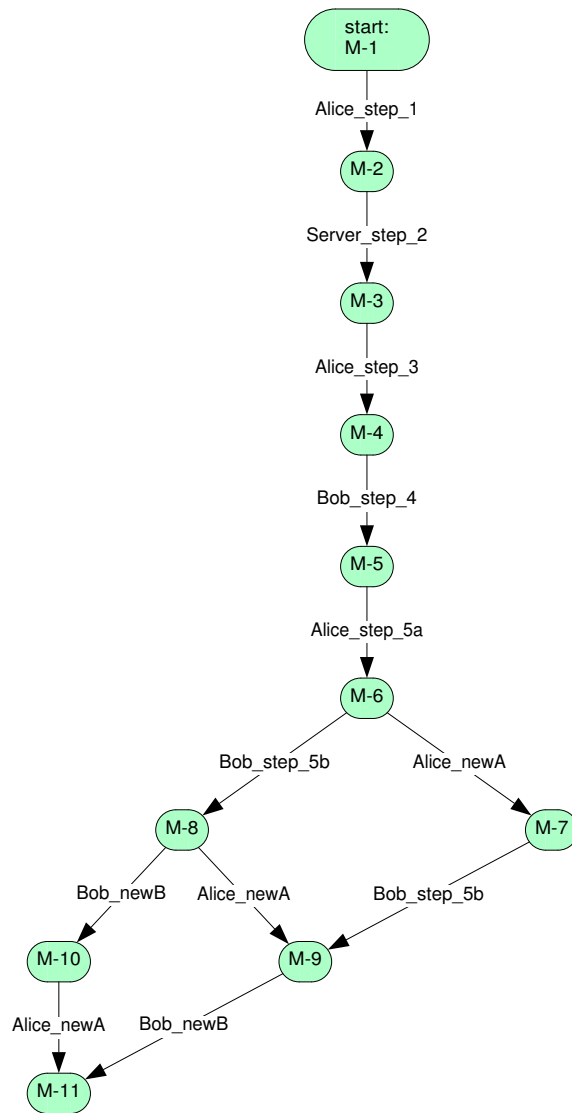 start:
M-1
Alice_step_1
M-2
Server_step_2
M-3
Alice_step_3
M-4
Bob_step_4
M-5
Alice_step_5a
M-6
Bob_step_5b
Alice_newA
M-8
M-7
Bob_newB
Alice_newA
Bob_step_5b
M-10
M-9
Alice_newA
Bob_newB
M-11